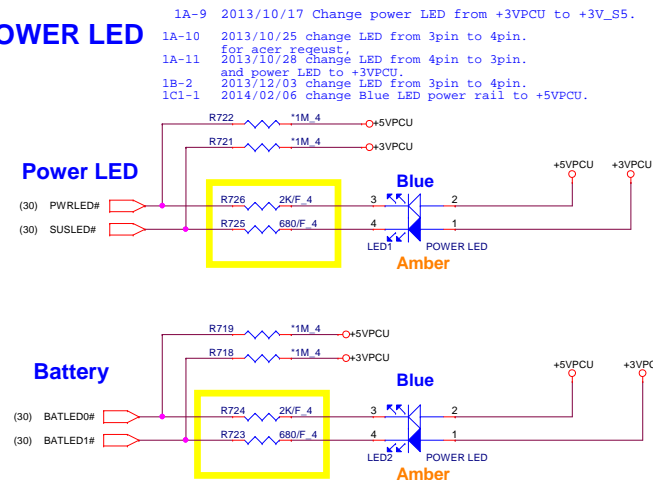 1A-9 2013/10/17 Change power LED from +3VPCU to +3V_S5.
OWER LED
1A-10 2013/10/25 change LED from 3pin to 4pin.
for acer reqeust,
1A-11 2013/10/28 change LED from 4pin to 3pin.
and power LED to +3VPCU.
1B-2 2013/12/03 change LED from 3pin to 4pin.
1C1-1 2014/02/06 change Blue LED power rail to +5VPCU.
R722 *1M_4 +5VPCU
R721 *1M_4 +3VPCU
Power LED
Blue
+5VPCU +3VPCU
(30) PWRLED# R726 2K/F_4 3 2
(30) SUSLED# R725 680/F_4 4 1
LED1 POWER LED
Amber
R719 *1M_4 +5VPCU
R718 *1M_4 +3VPCU
Battery
Blue
+5VPCU +3VPC
(30) BATLED0# R724 2K/F_4 3 2
(30) BATLED1# R723 680/F_4 4 1
LED2 POWER LED
Amber